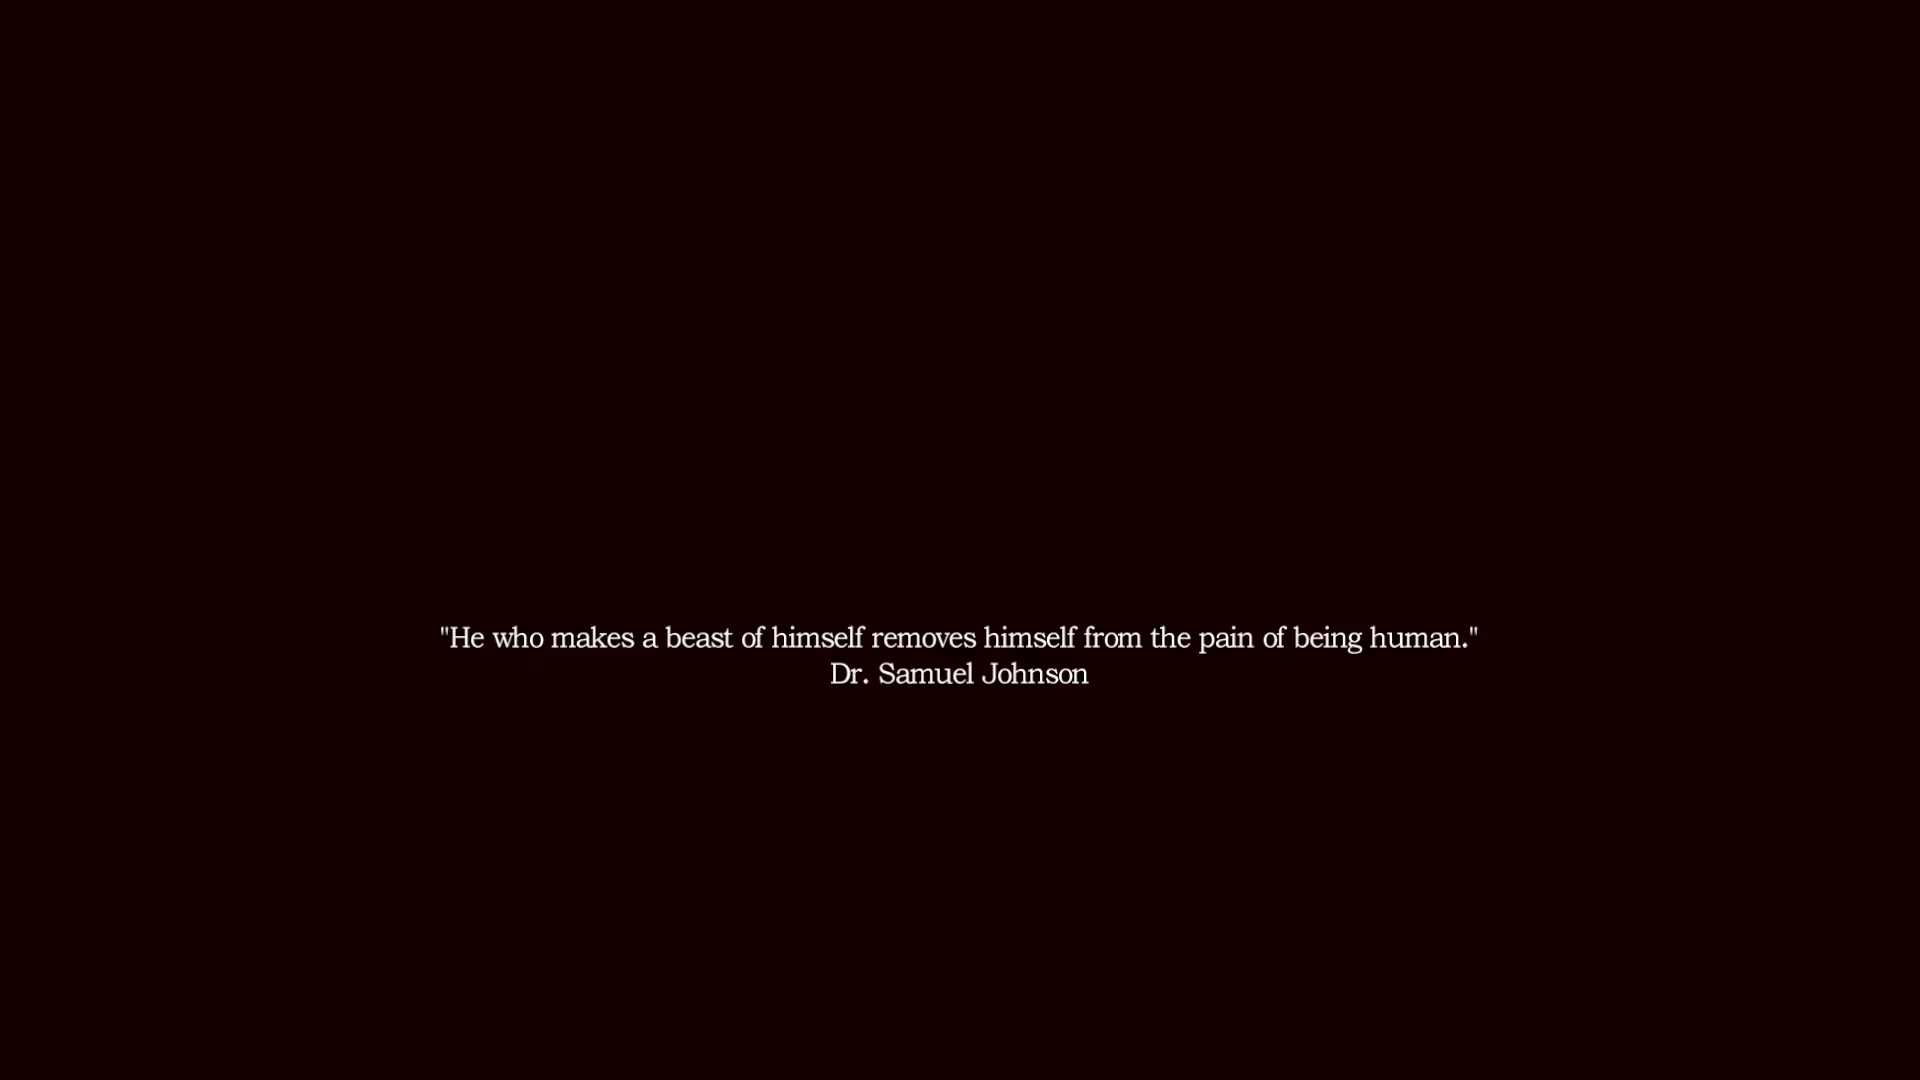 "He who makes a beast of himself removes himself from the pain of being human."
Dr. Samuel Johnson